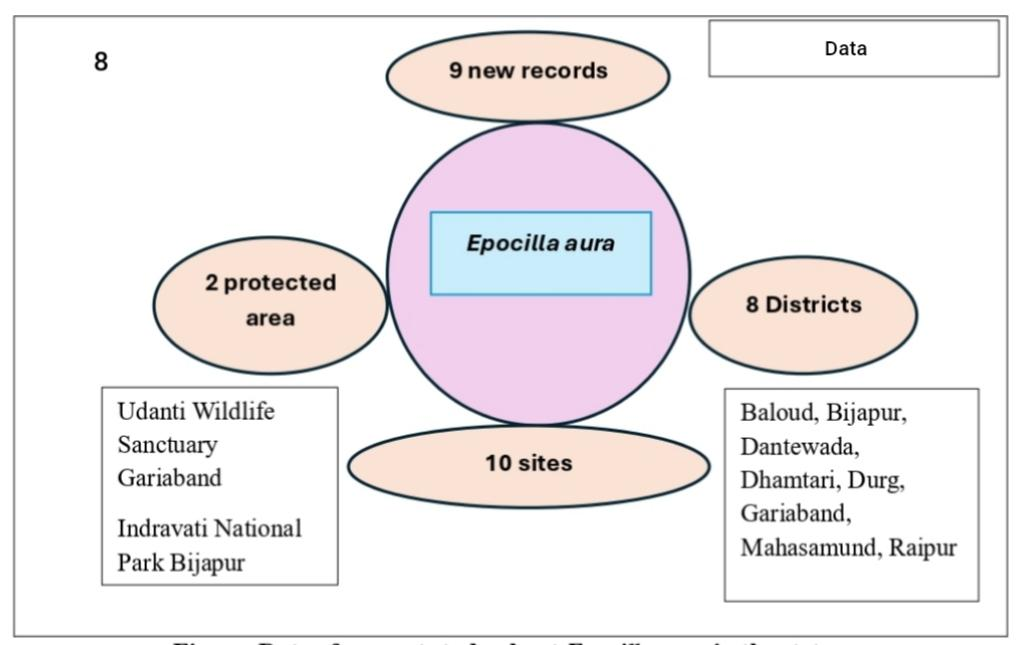 8
Data
9 new records
Epocilla aura
2 protected
area
8 Districts
10 sites
Udanti Wildlife
Sanctuary
Gariaband
Indravati National
Park Bijapur
Baloud, Bijapur,
Dantewada,
Dhamtari, Durg,
Gariaband,
Mahasamund, Raipur